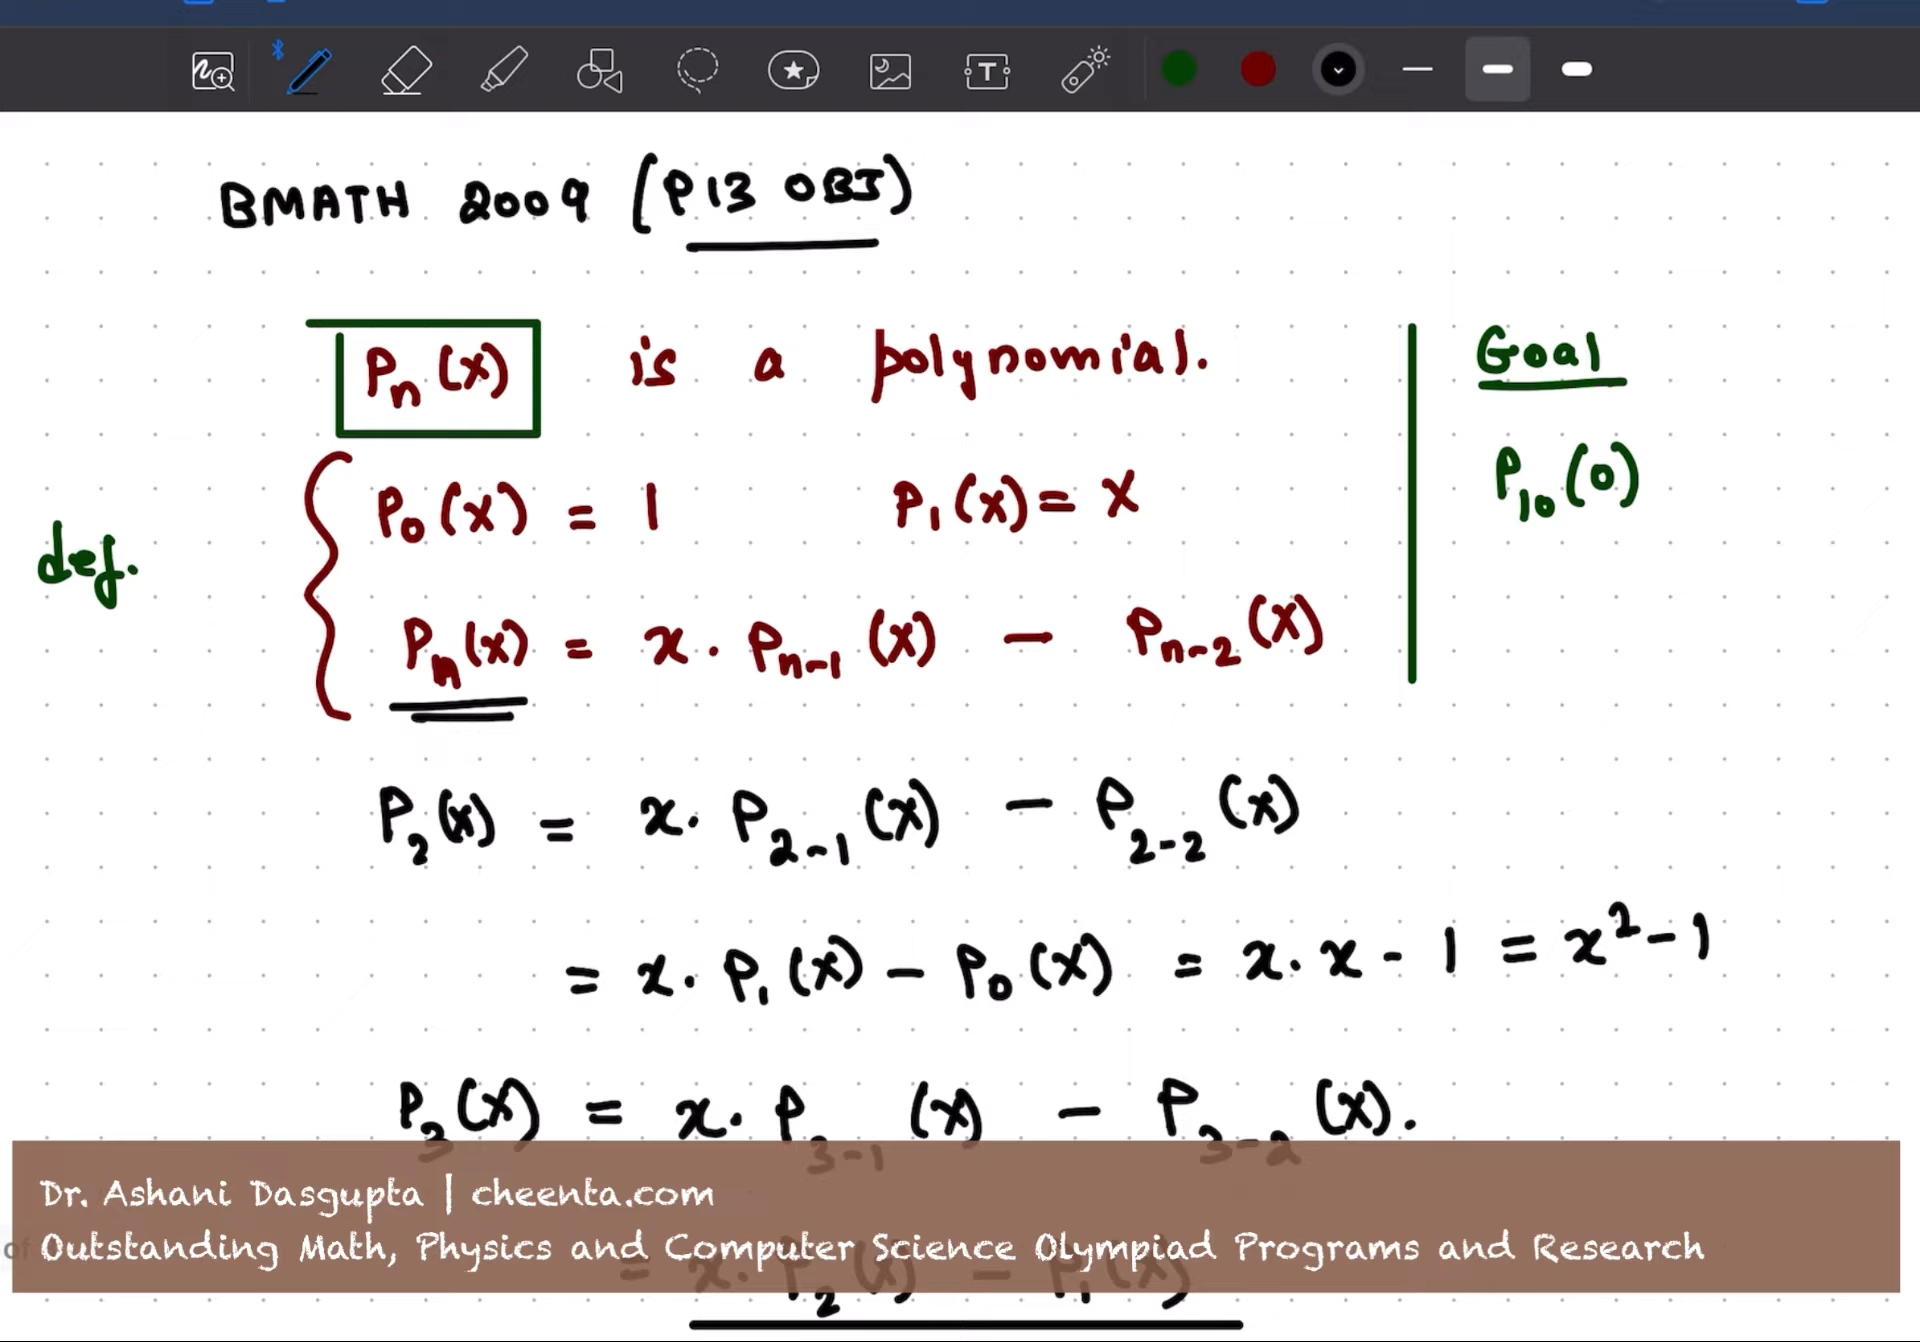 BMATH 2009 (P13 OBJ)
Pₙ(x) is a polynomial.
Goal
P₁₀(0)
def.
P₀(x) = 1 P₁(x) = x
Pₙ(x) = x · Pₙ₋₁(x) − Pₙ₋₂(x)
P₂(x) = x · P₂₋₁(x) − P₂₋₂(x)
= x · P₁(x) − P₀(x) = x · x − 1 = x² − 1
P₃(x) = x · P₃₋₁(x) − P₃₋₂(x).
Dr. Ashani Dasgupta | cheenta.com
Outstanding Math, Physics and Computer Science Olympiad Programs and Research
= x · P₂(x) − P₁(x)